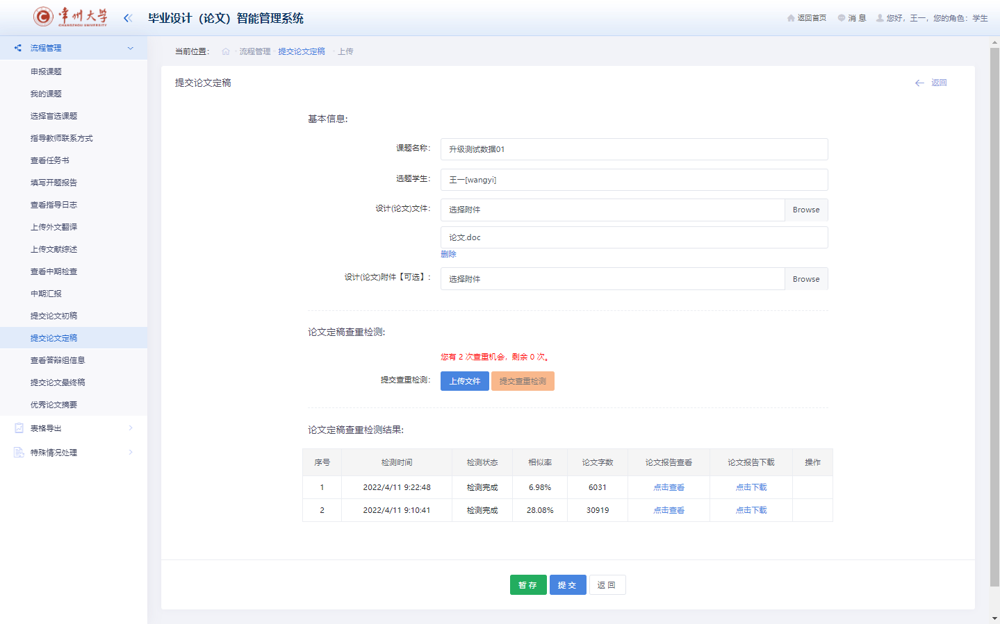 常州大学
CHANGZHOU UNIVERSITY
毕业设计（论文）智能管理系统
返回首页 消 息 您好，王一，您的角色：学生
流程管理
申报课题
我的课题
选择盲选课题
指导教师联系方式
查看任务书
填写开题报告
查看指导日志
上传外文翻译
上传文献综述
查看中期检查
中期汇报
提交论文初稿
提交论文定稿
查看答辩组信息
提交论文最终稿
优秀论文摘要
表格导出
特殊情况处理
当前位置： 流程管理 提交论文定稿 上传
提交论文定稿
返回
基本信息:
课题名称： 升级测试数据01
选题学生： 王一[wangyi]
设计(论文)文件： 选择附件 Browse
论文.doc
删除
设计(论文)附件【可选】： 选择附件 Browse
论文定稿查重检测:
您有 2 次查重机会，剩余 0 次。
提交查重检测： 上传文件 提交查重检测
论文定稿查重检测结果:
序号 检测时间 检测状态 相似率 论文字数 论文报告查看 论文报告下载 操作
1 2022/4/11 9:22:48 检测完成 6.98% 6031 点击查看 点击下载
2 2022/4/11 9:10:41 检测完成 28.08% 30919 点击查看 点击下载
暂 存 提 交 返 回